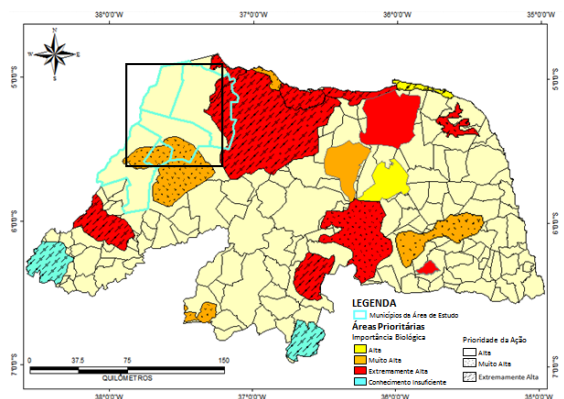 38°0'0"W 37°0'0"W 36°0'0"W 35°0'0"W
N
W E
S
5°0'0"S 5°0'0"S
6°0'0"S 6°0'0"S
7°0'0"S 7°0'0"S
LEGENDA
Municípios de Área de Estudo
Áreas Prioritárias
Importância Biológica
Alta
Muito Alta
Extremamente Alta
Conhecimento Insuficiente
Prioridade da Ação
Alta
Muito Alta
Extremamente Alta
0 37.5 75 150
QUILÔMETROS
38°0'0"W 37°0'0"W 36°0'0"W 35°0'0"W